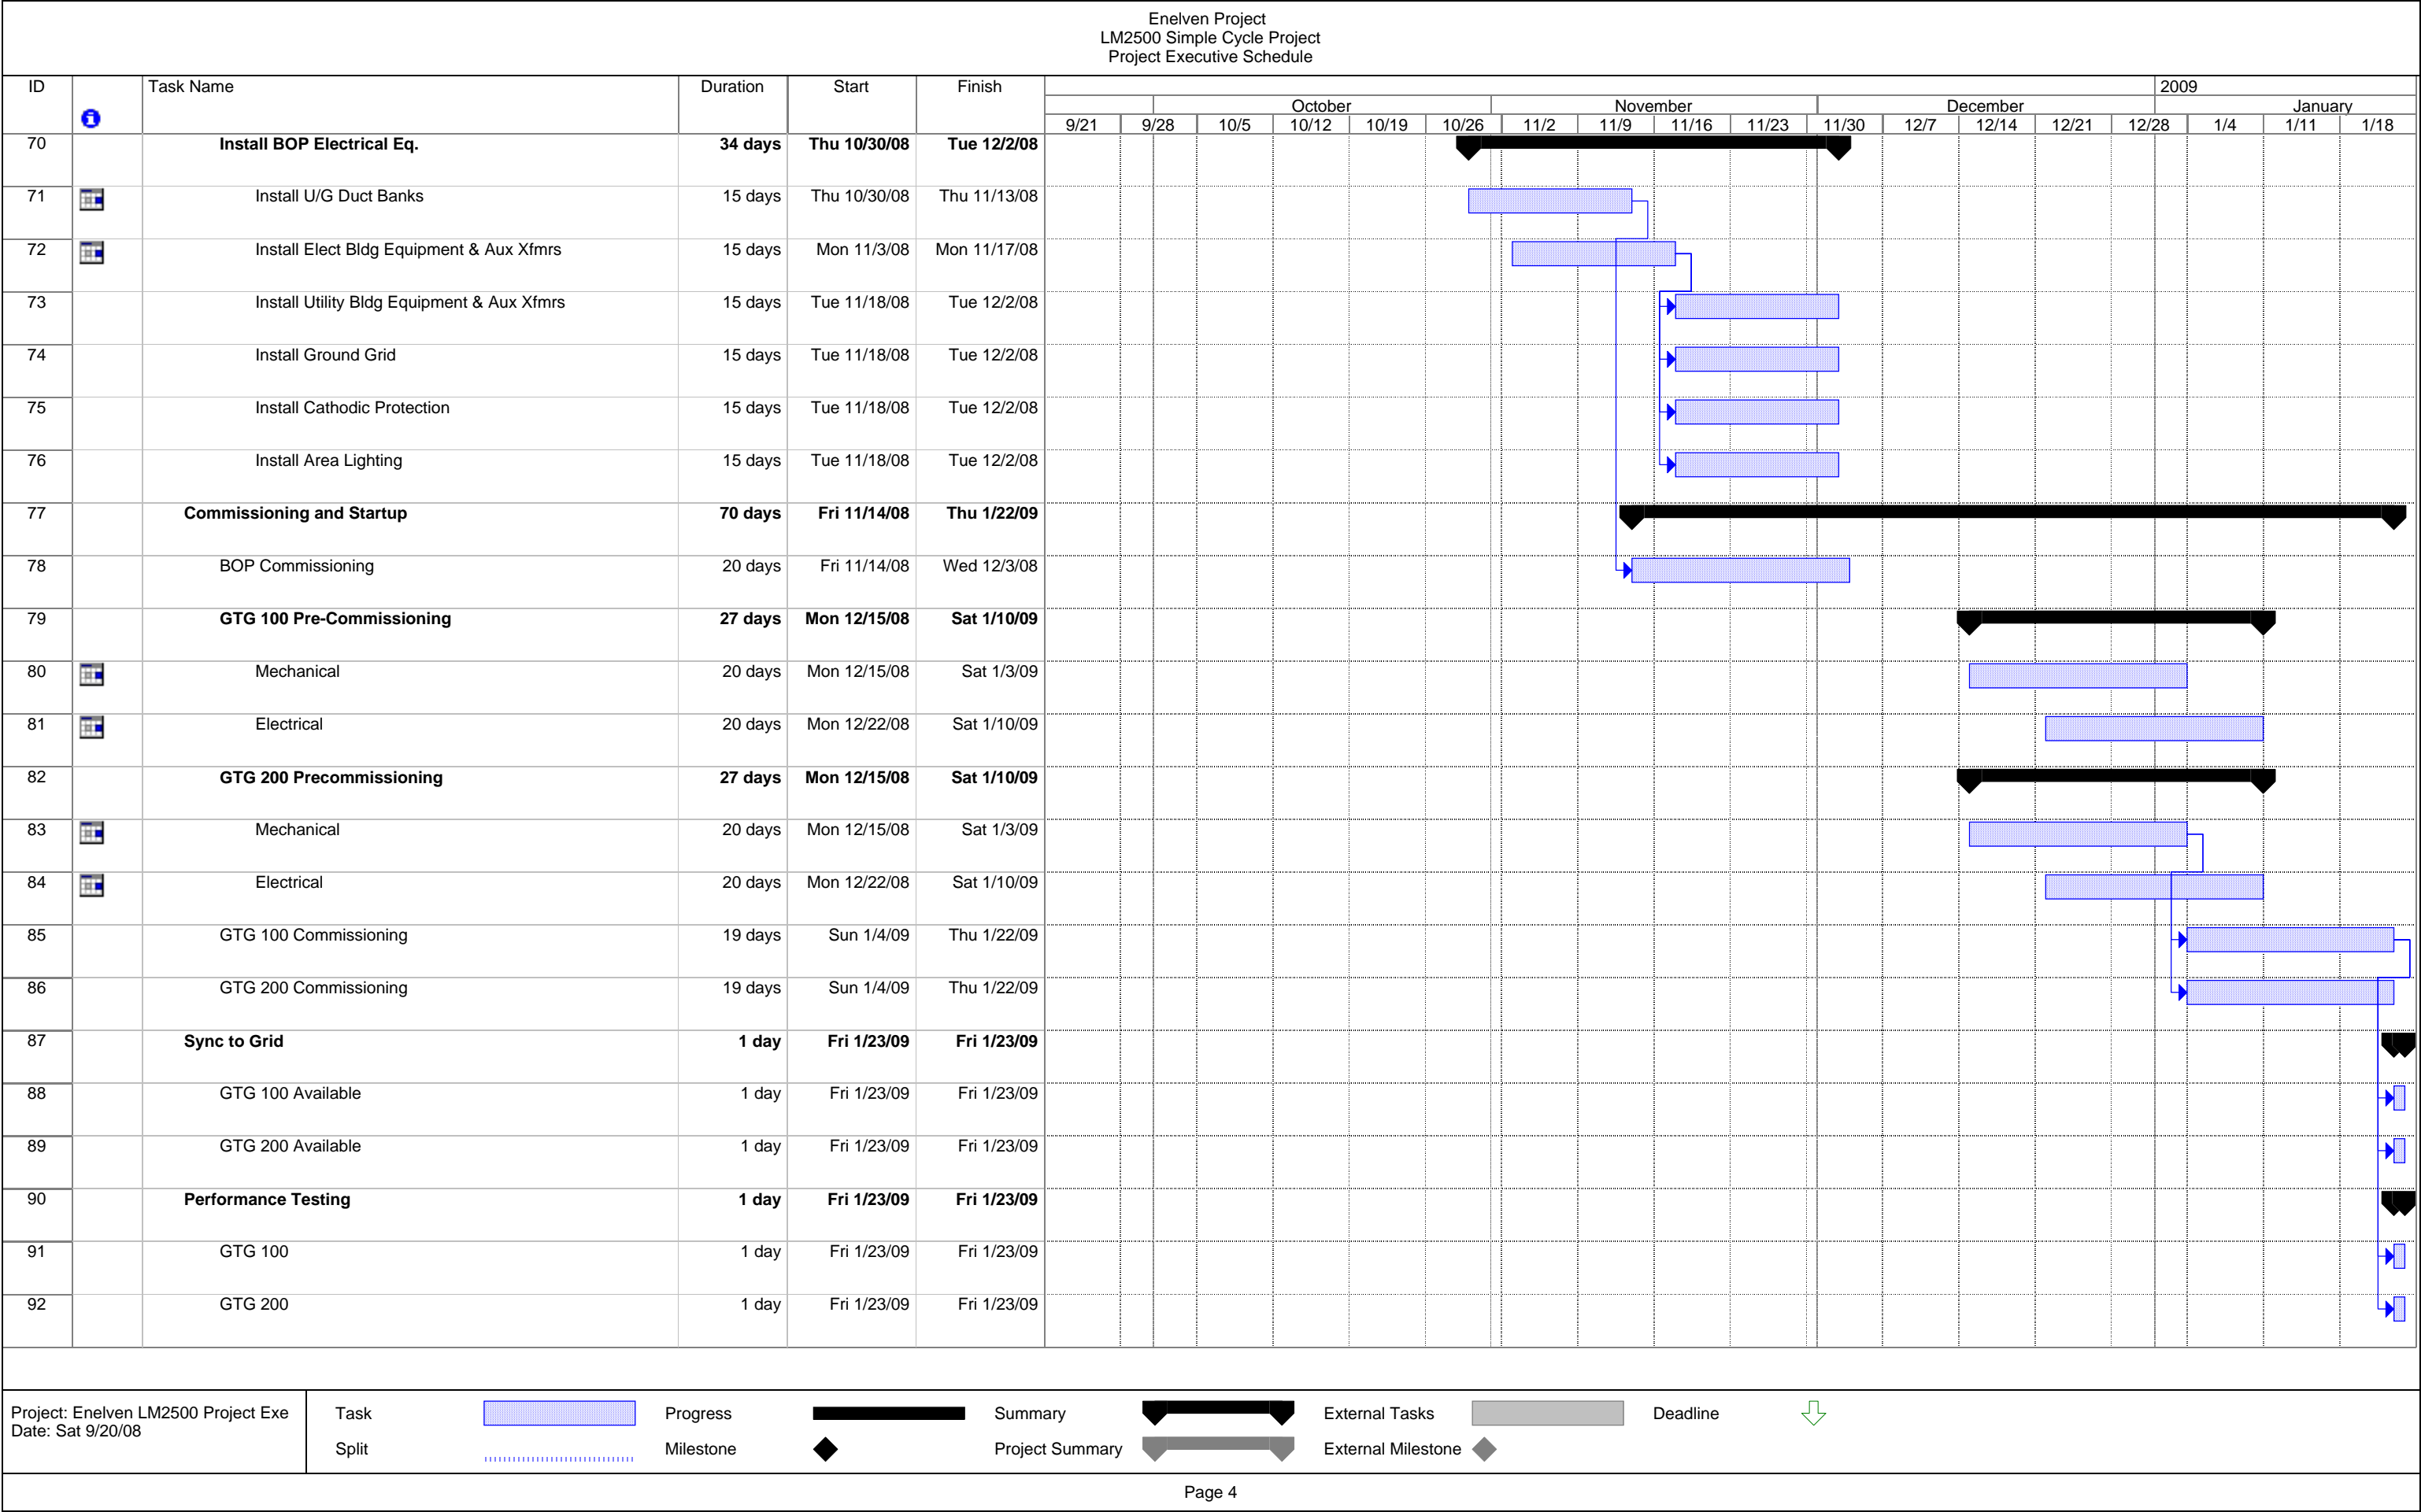 Enelven Project
LM2500 Simple Cycle Project
Project Executive Schedule
ID Task Name Duration Start Finish 2009
October November December January
9/21 9/28 10/5 10/12 10/19 10/26 11/2 11/9 11/16 11/23 11/30 12/7 12/14 12/21 12/28 1/4 1/11 1/18
70 Install BOP Electrical Eq. 34 days Thu 10/30/08 Tue 12/2/08
71 Install U/G Duct Banks 15 days Thu 10/30/08 Thu 11/13/08
72 Install Elect Bldg Equipment & Aux Xfmrs 15 days Mon 11/3/08 Mon 11/17/08
73 Install Utility Bldg Equipment & Aux Xfmrs 15 days Tue 11/18/08 Tue 12/2/08
74 Install Ground Grid 15 days Tue 11/18/08 Tue 12/2/08
75 Install Cathodic Protection 15 days Tue 11/18/08 Tue 12/2/08
76 Install Area Lighting 15 days Tue 11/18/08 Tue 12/2/08
77 Commissioning and Startup 70 days Fri 11/14/08 Thu 1/22/09
78 BOP Commissioning 20 days Fri 11/14/08 Wed 12/3/08
79 GTG 100 Pre-Commissioning 27 days Mon 12/15/08 Sat 1/10/09
80 Mechanical 20 days Mon 12/15/08 Sat 1/3/09
81 Electrical 20 days Mon 12/22/08 Sat 1/10/09
82 GTG 200 Precommissioning 27 days Mon 12/15/08 Sat 1/10/09
83 Mechanical 20 days Mon 12/15/08 Sat 1/3/09
84 Electrical 20 days Mon 12/22/08 Sat 1/10/09
85 GTG 100 Commissioning 19 days Sun 1/4/09 Thu 1/22/09
86 GTG 200 Commissioning 19 days Sun 1/4/09 Thu 1/22/09
87 Sync to Grid 1 day Fri 1/23/09 Fri 1/23/09
88 GTG 100 Available 1 day Fri 1/23/09 Fri 1/23/09
89 GTG 200 Available 1 day Fri 1/23/09 Fri 1/23/09
90 Performance Testing 1 day Fri 1/23/09 Fri 1/23/09
91 GTG 100 1 day Fri 1/23/09 Fri 1/23/09
92 GTG 200 1 day Fri 1/23/09 Fri 1/23/09
Project: Enelven LM2500 Project Exe
Date: Sat 9/20/08
Task Progress Summary External Tasks Deadline
Split Milestone Project Summary External Milestone
Page 4